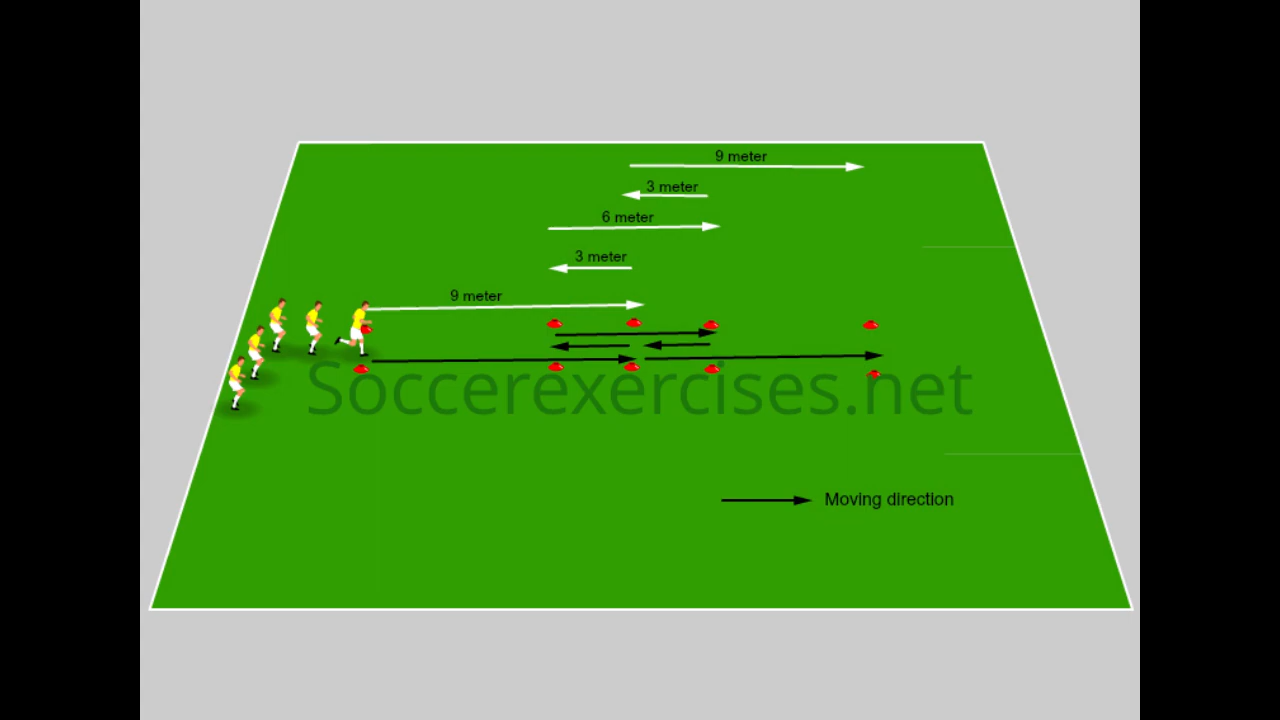 9 meter
3 meter
6 meter
3 meter
9 meter
Soccerexercises.net
Moving direction